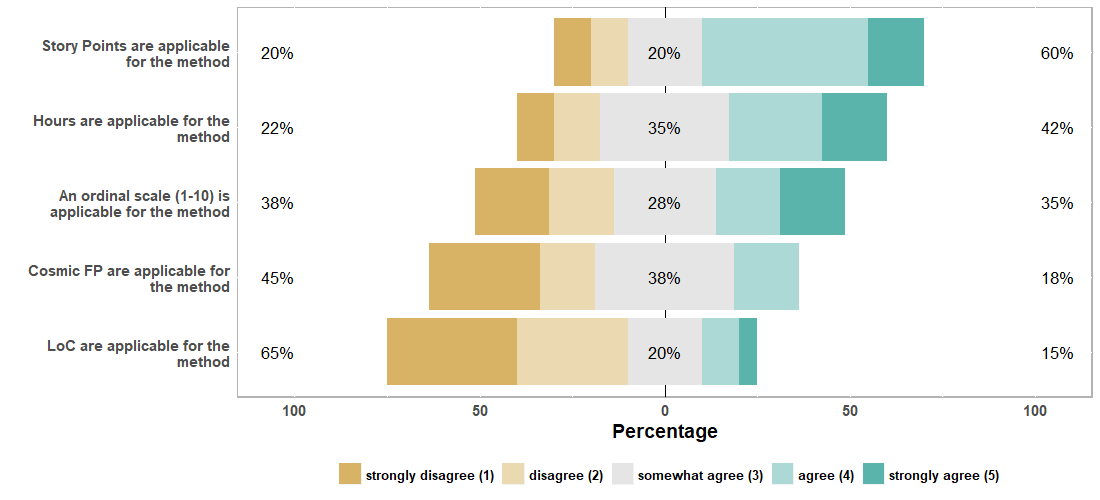 Story Points are applicable
for the method
20%
20%
60%
Hours are applicable for the
method
22%
35%
42%
An ordinal scale (1-10) is
applicable for the method
38%
28%
35%
Cosmic FP are applicable for
the method
45%
38%
18%
LoC are applicable for the
method
65%
20%
15%
100 50 0 50 100
Percentage
strongly disagree (1) disagree (2) somewhat agree (3) agree (4) strongly agree (5)